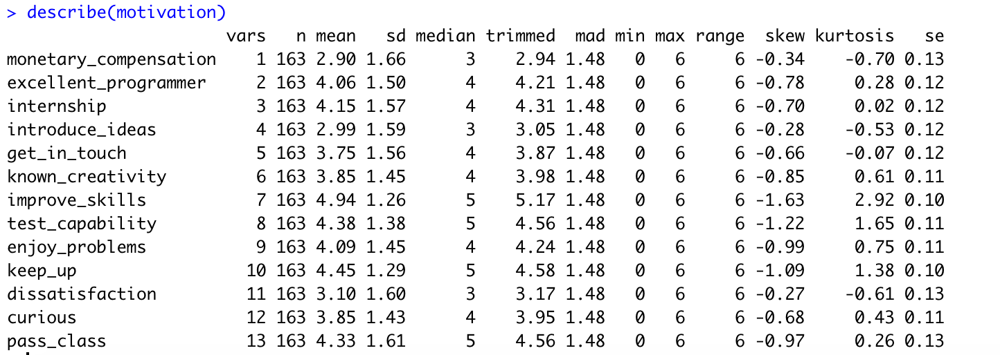 > describe(motivation)
vars n mean sd median trimmed mad min max range skew kurtosis se
monetary_compensation 1 163 2.90 1.66 3 2.94 1.48 0 6 6 -0.34 -0.70 0.13
excellent_programmer 2 163 4.06 1.50 4 4.21 1.48 0 6 6 -0.78 0.28 0.12
internship 3 163 4.15 1.57 4 4.31 1.48 0 6 6 -0.70 0.02 0.12
introduce_ideas 4 163 2.99 1.59 3 3.05 1.48 0 6 6 -0.28 -0.53 0.12
get_in_touch 5 163 3.75 1.56 4 3.87 1.48 0 6 6 -0.66 -0.07 0.12
known_creativity 6 163 3.85 1.45 4 3.98 1.48 0 6 6 -0.85 0.61 0.11
improve_skills 7 163 4.94 1.26 5 5.17 1.48 0 6 6 -1.63 2.92 0.10
test_capability 8 163 4.38 1.38 5 4.56 1.48 0 6 6 -1.22 1.65 0.11
enjoy_problems 9 163 4.09 1.45 4 4.24 1.48 0 6 6 -0.99 0.75 0.11
keep_up 10 163 4.45 1.29 5 4.58 1.48 0 6 6 -1.09 1.38 0.10
dissatisfaction 11 163 3.10 1.60 3 3.17 1.48 0 6 6 -0.27 -0.61 0.13
curious 12 163 3.85 1.43 4 3.95 1.48 0 6 6 -0.68 0.43 0.11
pass_class 13 163 4.33 1.61 5 4.56 1.48 0 6 6 -0.97 0.26 0.13